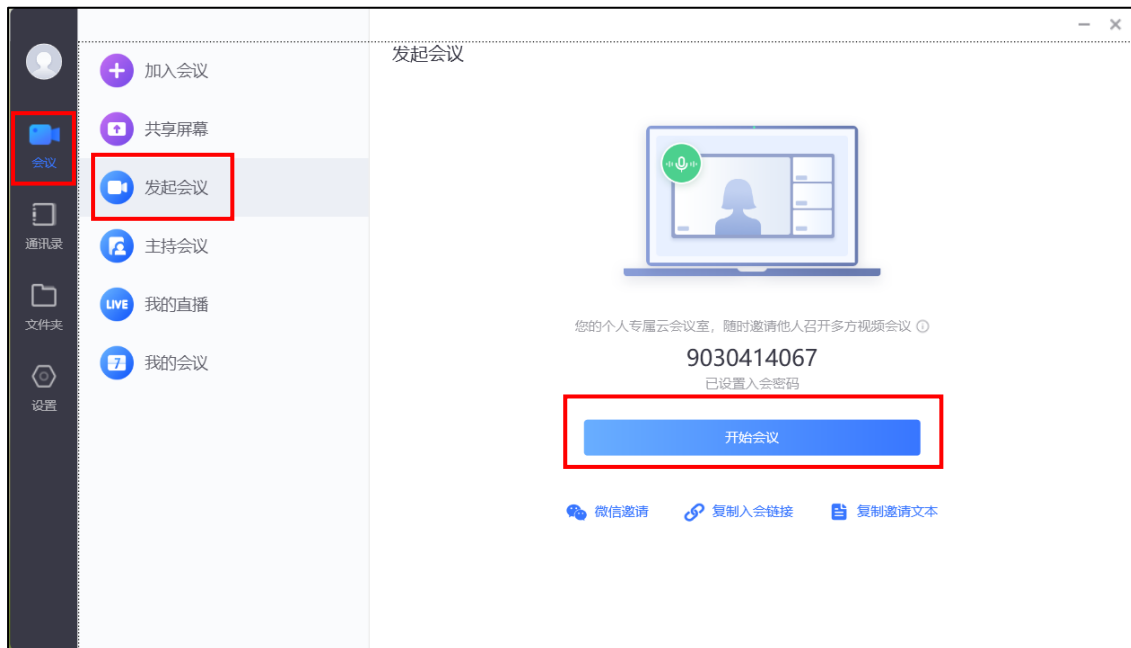 会议
通讯录
文件夹
设置
加入会议
共享屏幕
发起会议
主持会议
LIVE
我的直播
7
我的会议
发起会议
您的个人专属云会议室，随时邀请他人召开多方视频会议
9030414067
已设置入会密码
开始会议
微信邀请 复制入会链接 复制邀请文本